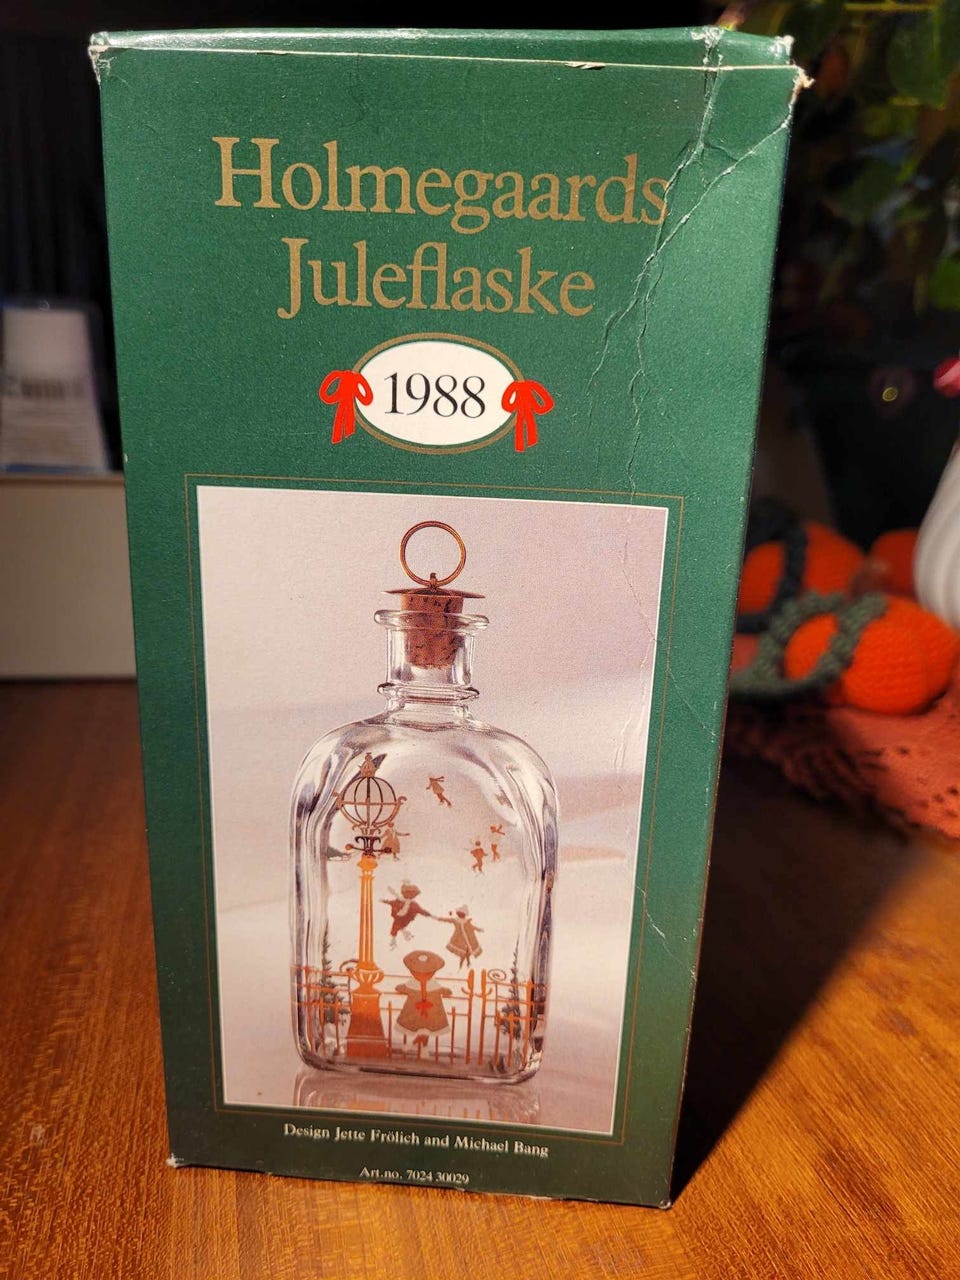 Holmegaards
Juleflaske
1988
Design Jette Frölich and Michael Bang
Art.no. 7024 30029